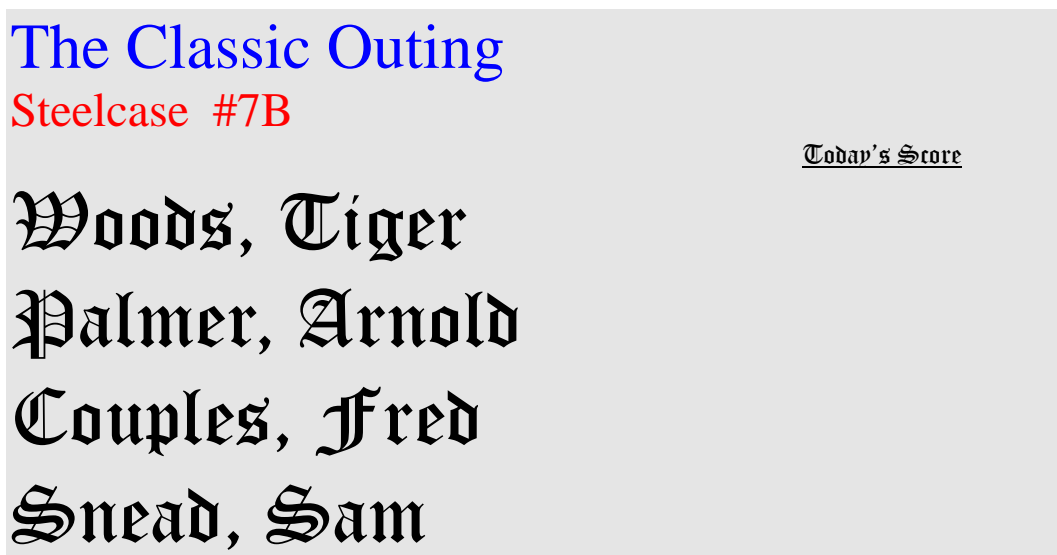 The Classic Outing
Steelcase #7B
Today's Score
Woods, Tiger
Palmer, Arnold
Couples, Fred
Snead, Sam